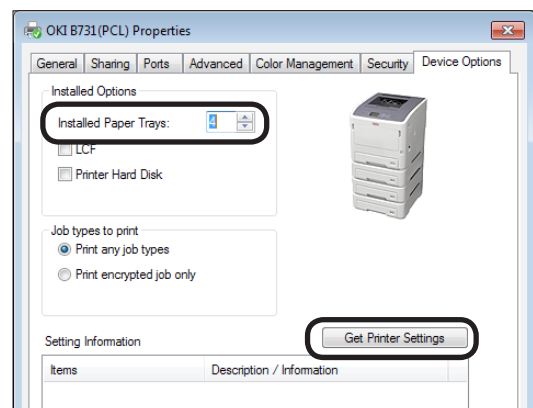 OKI B731(PCL) Properties
General Sharing Ports Advanced Color Management Security Device Options
Installed Options
Installed Paper Trays: 4
LCF
Printer Hard Disk
Job types to print
Print any job types
Print encrypted job only
Get Printer Settings
Setting Information
Items Description / Information